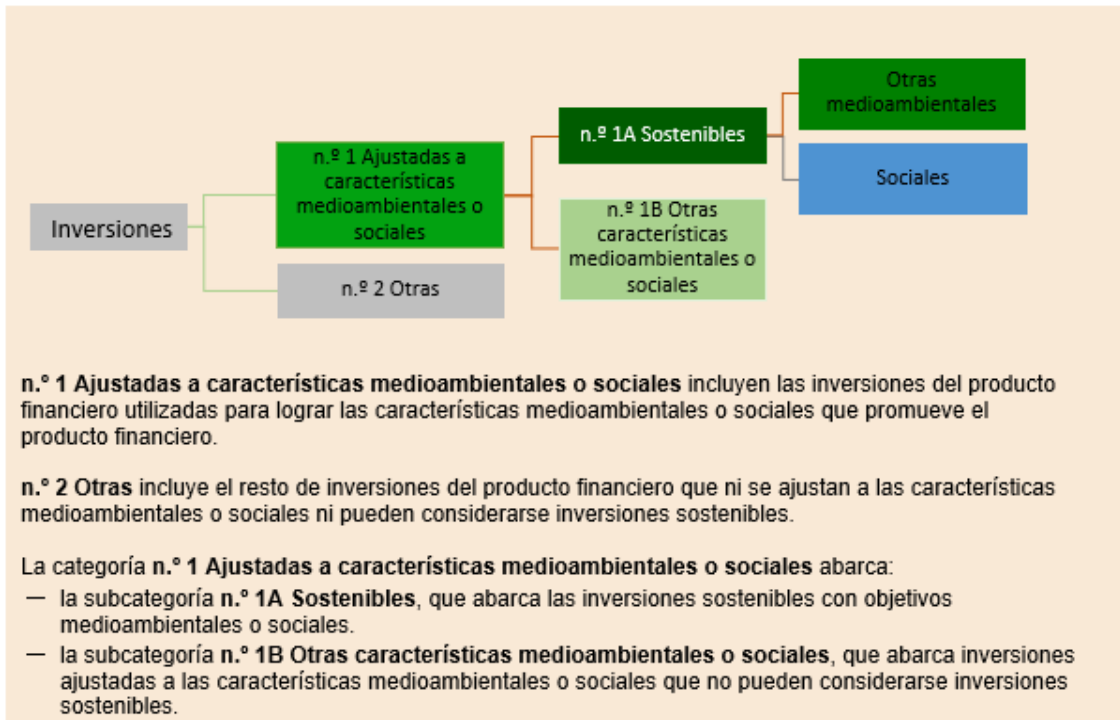 Otras
medioambientales
n.º 1A Sostenibles
n.º 1 Ajustadas a
características
medioambientales o
sociales
Sociales
Inversiones
n.º 1B Otras
características
medioambientales o
sociales
n.º 2 Otras
n.º 1 Ajustadas a características medioambientales o sociales incluyen las inversiones del producto
financiero utilizadas para lograr las características medioambientales o sociales que promueve el
producto financiero.
n.º 2 Otras incluye el resto de inversiones del producto financiero que ni se ajustan a las características
medioambientales o sociales ni pueden considerarse inversiones sostenibles.
La categoría n.º 1 Ajustadas a características medioambientales o sociales abarca:
— la subcategoría n.º 1A Sostenibles, que abarca las inversiones sostenibles con objetivos
medioambientales o sociales.
— la subcategoría n.º 1B Otras características medioambientales o sociales, que abarca inversiones
ajustadas a las características medioambientales o sociales que no pueden considerarse inversiones
sostenibles.